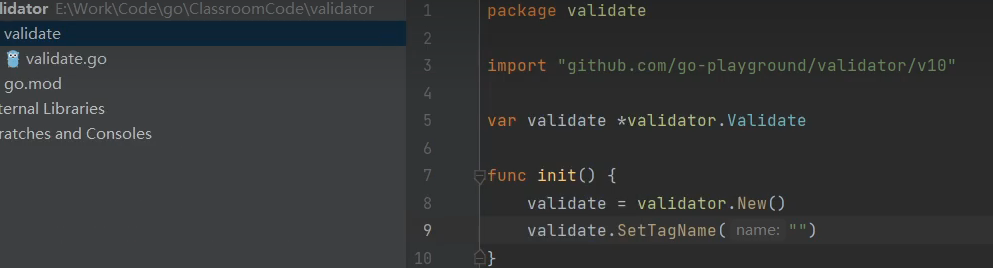 lidator E:\Work\Code\go\ClassroomCode\validator
validate
validate.go
go.mod
ternal Libraries
ratches and Consoles
1 package validate
2
3 import "github.com/go-playground/validator/v10"
4
5 var validate *validator.Validate
6
7 func init() {
8 validate = validator.New()
9 validate.SetTagName( name: "")
10 }